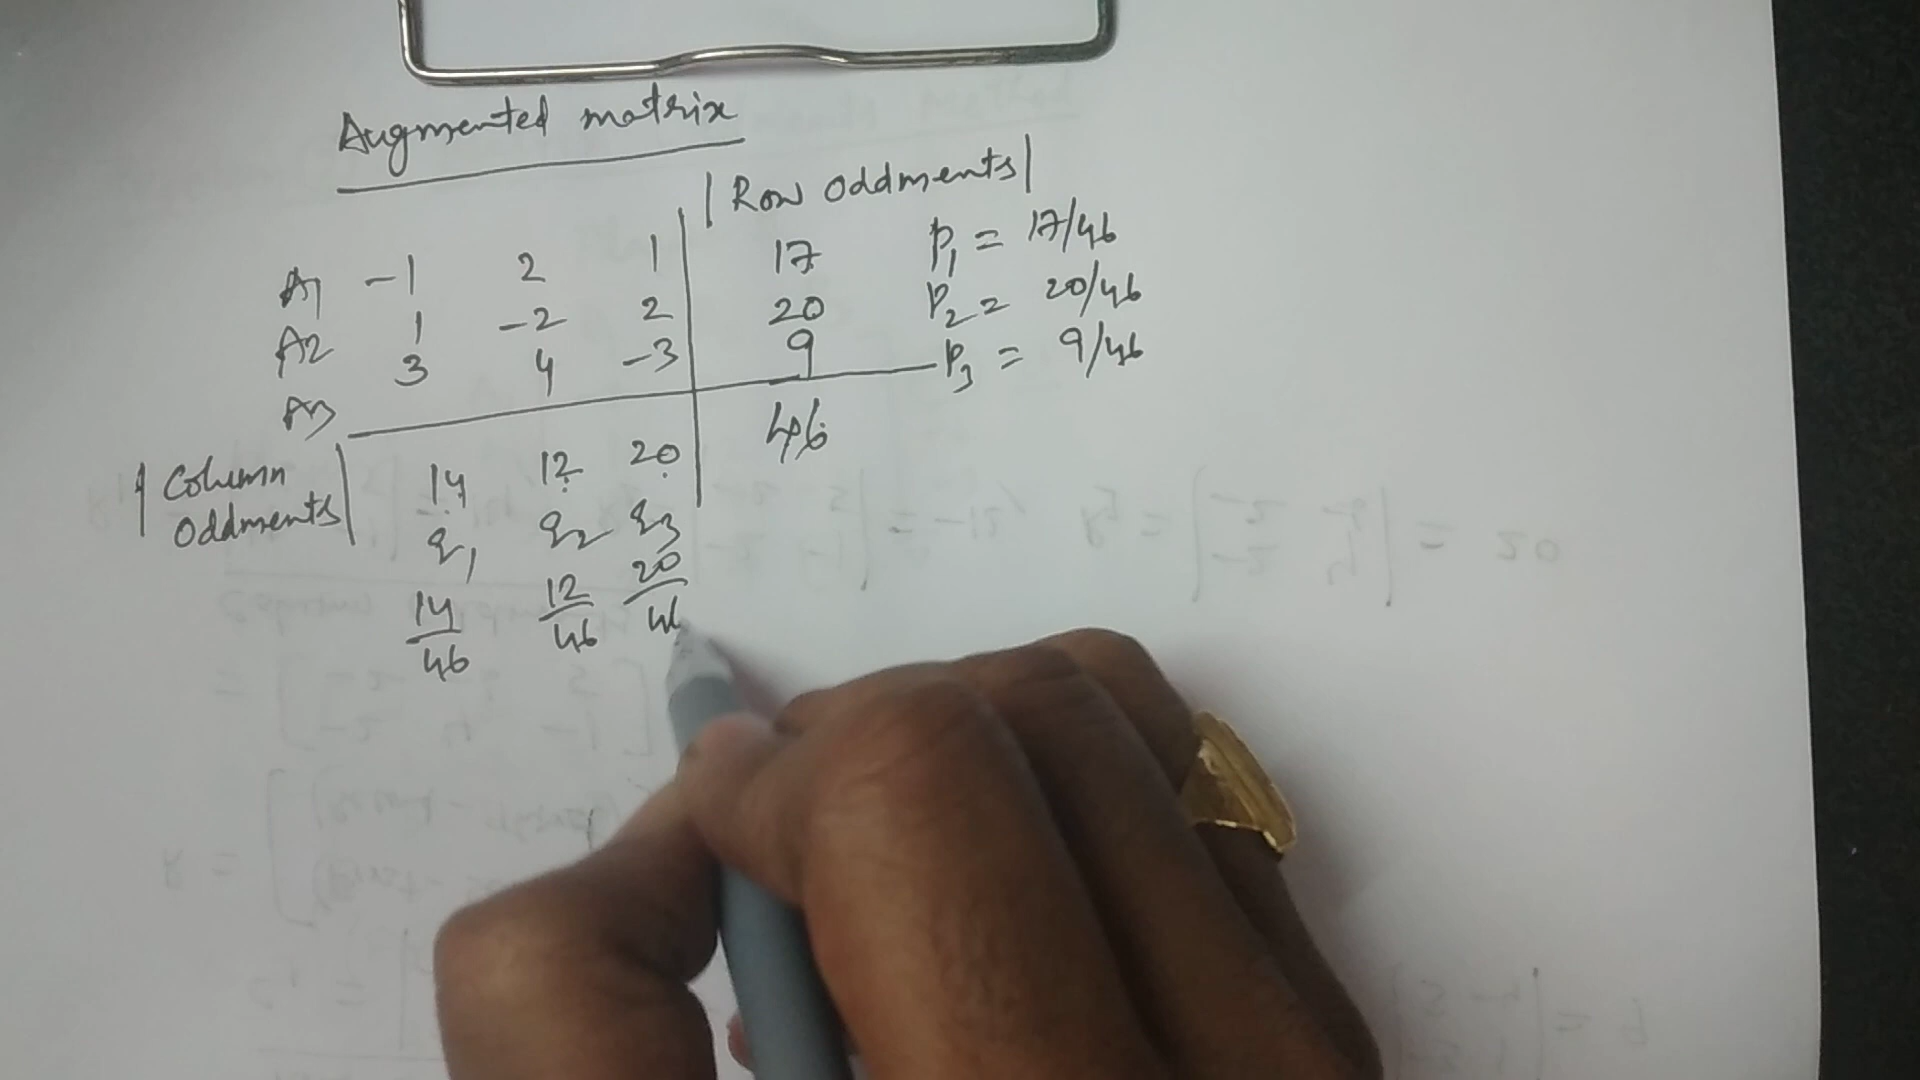 Augmented matrix
| Row oddments |
A1 -1 2 1 17 P1 = 17/46
A2 1 -2 2 20 P2 = 20/46
A3 3 4 -3 9 P3 = 9/46
46
| Column oddments | 14 12 20
q1 q2 q3
14/46 12/46 20/46